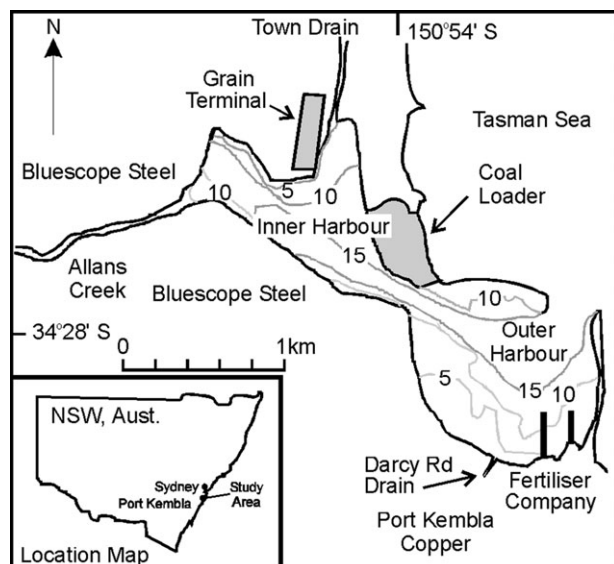 N
Town Drain
150°54' S
Grain
Terminal
Tasman Sea
Bluescope Steel
Coal
Loader
5
10
10
10
Inner Harbour
15
Allans
Creek
Bluescope Steel
10
34°28' S
0
1km
Outer
Harbour
5
15
10
NSW, Aust.
Darcy Rd
Drain
Fertiliser
Company
Port Kembla
Copper
Sydney
Port Kembla
Study
Area
Location Map